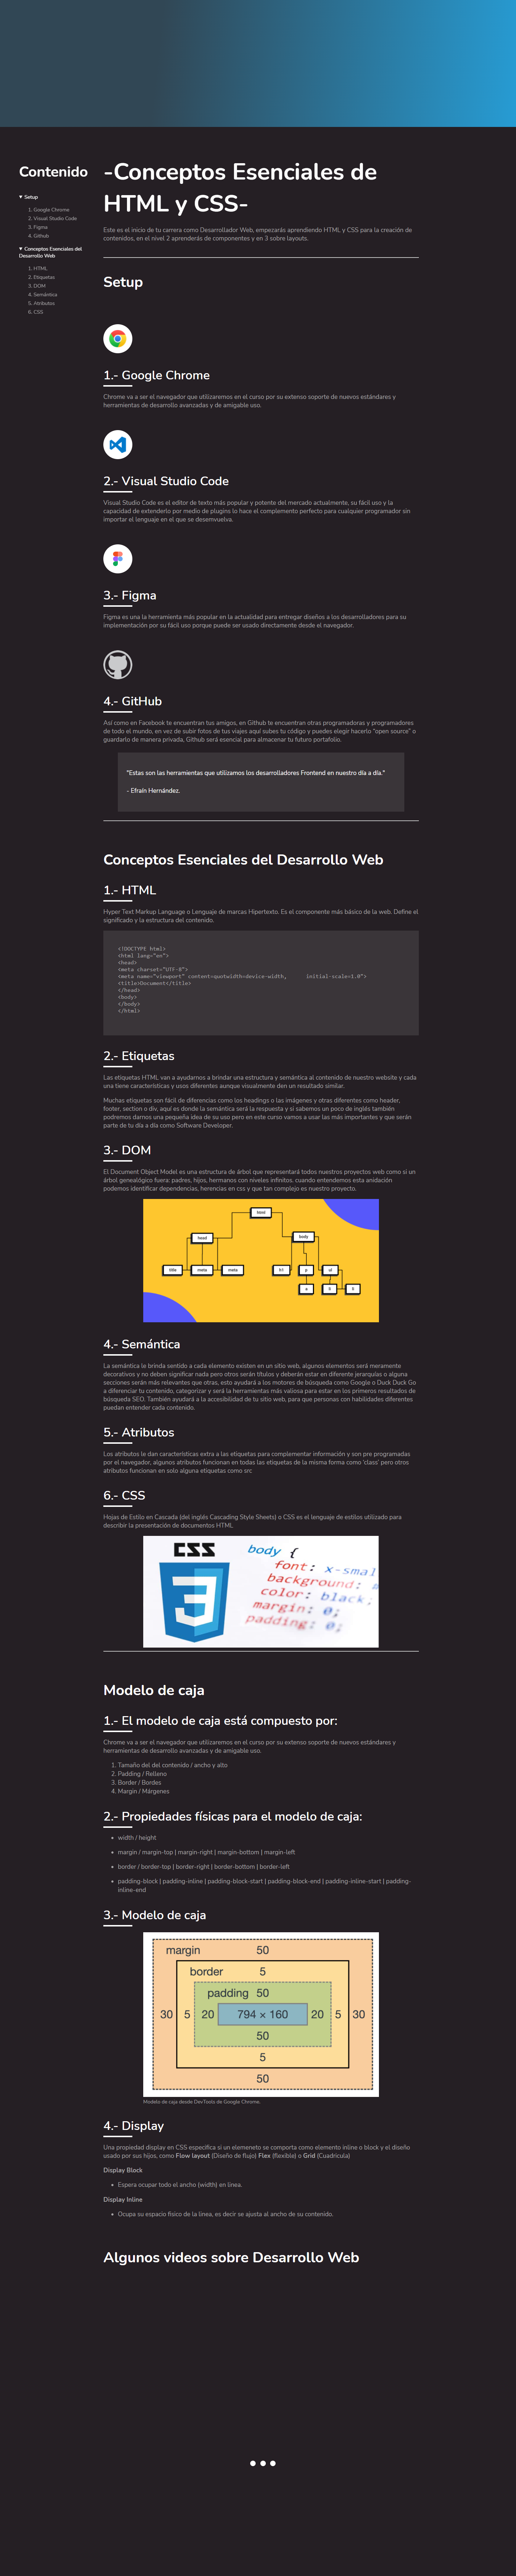 Contenido
▼ Setup
1. Google Chrome
2. Visual Studio Code
3. Figma
4. Github
▼ Conceptos Esenciales del
Desarrollo Web
1. HTML
2. Etiquetas
3. DOM
4. Semántica
5. Atributos
6. CSS
-Conceptos Esenciales de
HTML y CSS-
Este es el inicio de tu carrera como Desarrollador Web, empezarás aprendiendo HTML y CSS para la creación de
contenidos, en el nivel 2 aprenderás de componentes y en 3 sobre layouts.
Setup
1.- Google Chrome
Chrome va a ser el navegador que utilizaremos en el curso por su extenso soporte de nuevos estándares y
herramientas de desarrollo avanzadas y de amigable uso.
2.- Visual Studio Code
Visual Studio Code es el editor de texto más popular y potente del mercado actualmente, su fácil uso y la
capacidad de extenderlo por medio de plugins lo hace el complemento perfecto para cualquier programador sin
importar el lenguaje en el que se desemvuelva.
3.- Figma
Figma es una la herramienta más popular en la actualidad para entregar diseños a los desarrolladores para su
implementación por su fácil uso porque puede ser usado directamente desde el navegador.
4.- GitHub
Así como en Facebook te encuentran tus amigos, en Github te encuentran otras programadoras y programadores
de todo el mundo, en vez de subir fotos de tus viajes aquí subes tu código y puedes elegir hacerlo “open source” o
guardarlo de manera privada, Github será esencial para almacenar tu futuro portafolio.
"Estas son las herramientas que utilizamos los desarrolladores Frontend en nuestro día a día."
- Efraín Hernández.
Conceptos Esenciales del Desarrollo Web
1.- HTML
Hyper Text Markup Language o Lenguaje de marcas Hipertexto. Es el componente más básico de la web. Define el
significado y la estructura del contenido.
<!DOCTYPE html>
<html lang="en">
<head>
<meta charset="UTF-8">
<meta name="viewport" content=quotwidth=device-width, initial-scale=1.0">
<title>Document</title>
</head>
<body>
</body>
</html>
2.- Etiquetas
Las etiquetas HTML van a ayudarnos a brindar una estructura y semántica al contenido de nuestro website y cada
una tiene características y usos diferentes aunque visualmente den un resultado similar.
Muchas etiquetas son fácil de diferencias como los headings o las imágenes y otras diferentes como header,
footer, section o div, aquí es donde la semántica será la respuesta y si sabemos un poco de inglés también
podremos darnos una pequeña idea de su uso pero en este curso vamos a usar las más importantes y que serán
parte de tu día a día como Software Developer.
3.- DOM
El Document Object Model es una estructura de árbol que representará todos nuestros proyectos web como si un
árbol genealógico fuera: padres, hijos, hermanos con niveles infinitos. cuando entendemos esta anidación
podemos identificar dependencias, herencias en css y que tan complejo es nuestro proyecto.
html
head body
title meta meta h1 p ul
a li li
4.- Semántica
La semántica le brinda sentido a cada elemento existen en un sitio web, algunos elementos será meramente
decorativos y no deben significar nada pero otros serán títulos y deberán estar en diferente jerarquías o alguna
secciones serán más relevantes que otras, esto ayudará a los motores de búsqueda como Google o Duck Duck Go
a diferenciar tu contenido, categorizar y será la herramientas más valiosa para estar en los primeros resultados de
búsqueda SEO. También ayudará a la accesibilidad de tu sitio web, para que personas con habilidades diferentes
puedan entender cada contenido.
5.- Atributos
Los atributos le dan características extra a las etiquetas para complementar información y son pre programadas
por el navegador, algunos atributos funcionan en todas las etiquetas de la misma forma como ‘class’ pero otros
atributos funcionan en solo alguna etiquetas como src
6.- CSS
Hojas de Estilo en Cascada (del inglés Cascading Style Sheets) o CSS es el lenguaje de estilos utilizado para
describir la presentación de documentos HTML
CSS
3
body {
font: x-smal
background: #
color: black;
margin: 0;
padding: 0;
Modelo de caja
1.- El modelo de caja está compuesto por:
Chrome va a ser el navegador que utilizaremos en el curso por su extenso soporte de nuevos estándares y
herramientas de desarrollo avanzadas y de amigable uso.
1. Tamaño del del contenido / ancho y alto
2. Padding / Relleno
3. Border / Bordes
4. Margin / Márgenes
2.- Propiedades físicas para el modelo de caja:
• width / height
• margin / margin-top | margin-right | margin-bottom | margin-left
• border / border-top | border-right | border-bottom | border-left
• padding-block | padding-inline | padding-block-start | padding-block-end | padding-inline-start | padding-
inline-end
3.- Modelo de caja
margin 50
border 5
padding 50
30 5 20 794 × 160 20 5 30
50
5
50
Modelo de caja desde DevTools de Google Chrome.
4.- Display
Una propiedad display en CSS específica si un elemeneto se comporta como elemento inline o block y el diseño
usado por sus hijos, como Flow layout (Diseño de flujo) Flex (flexible) o Grid (Cuadrícula)
Display Block
• Espera ocupar todo el ancho (width) en linea.
Display Inline
• Ocupa su espacio físico de la línea, es decir se ajusta al ancho de su contenido.
Algunos videos sobre Desarrollo Web